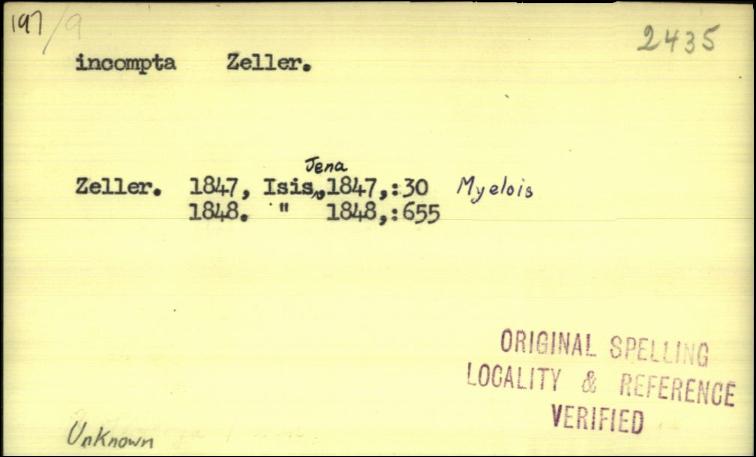 197/9
2435
incompta Zeller.
Jena
Zeller. 1847, Isis, 1847,:30 Myelois
1848. " 1848,:655
ORIGINAL SPELLING
LOCALITY & REFERENCE
VERIFIED
Unknown